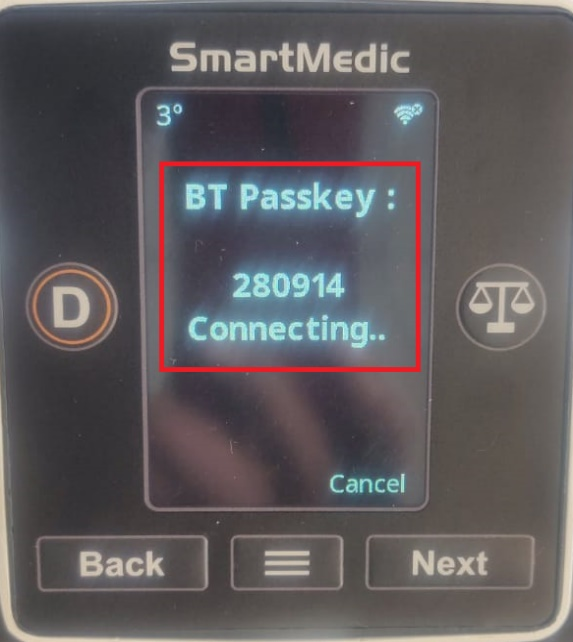 SmartMedic
3°
BT Passkey :
280914
Connecting..
D
Cancel
Back
Next